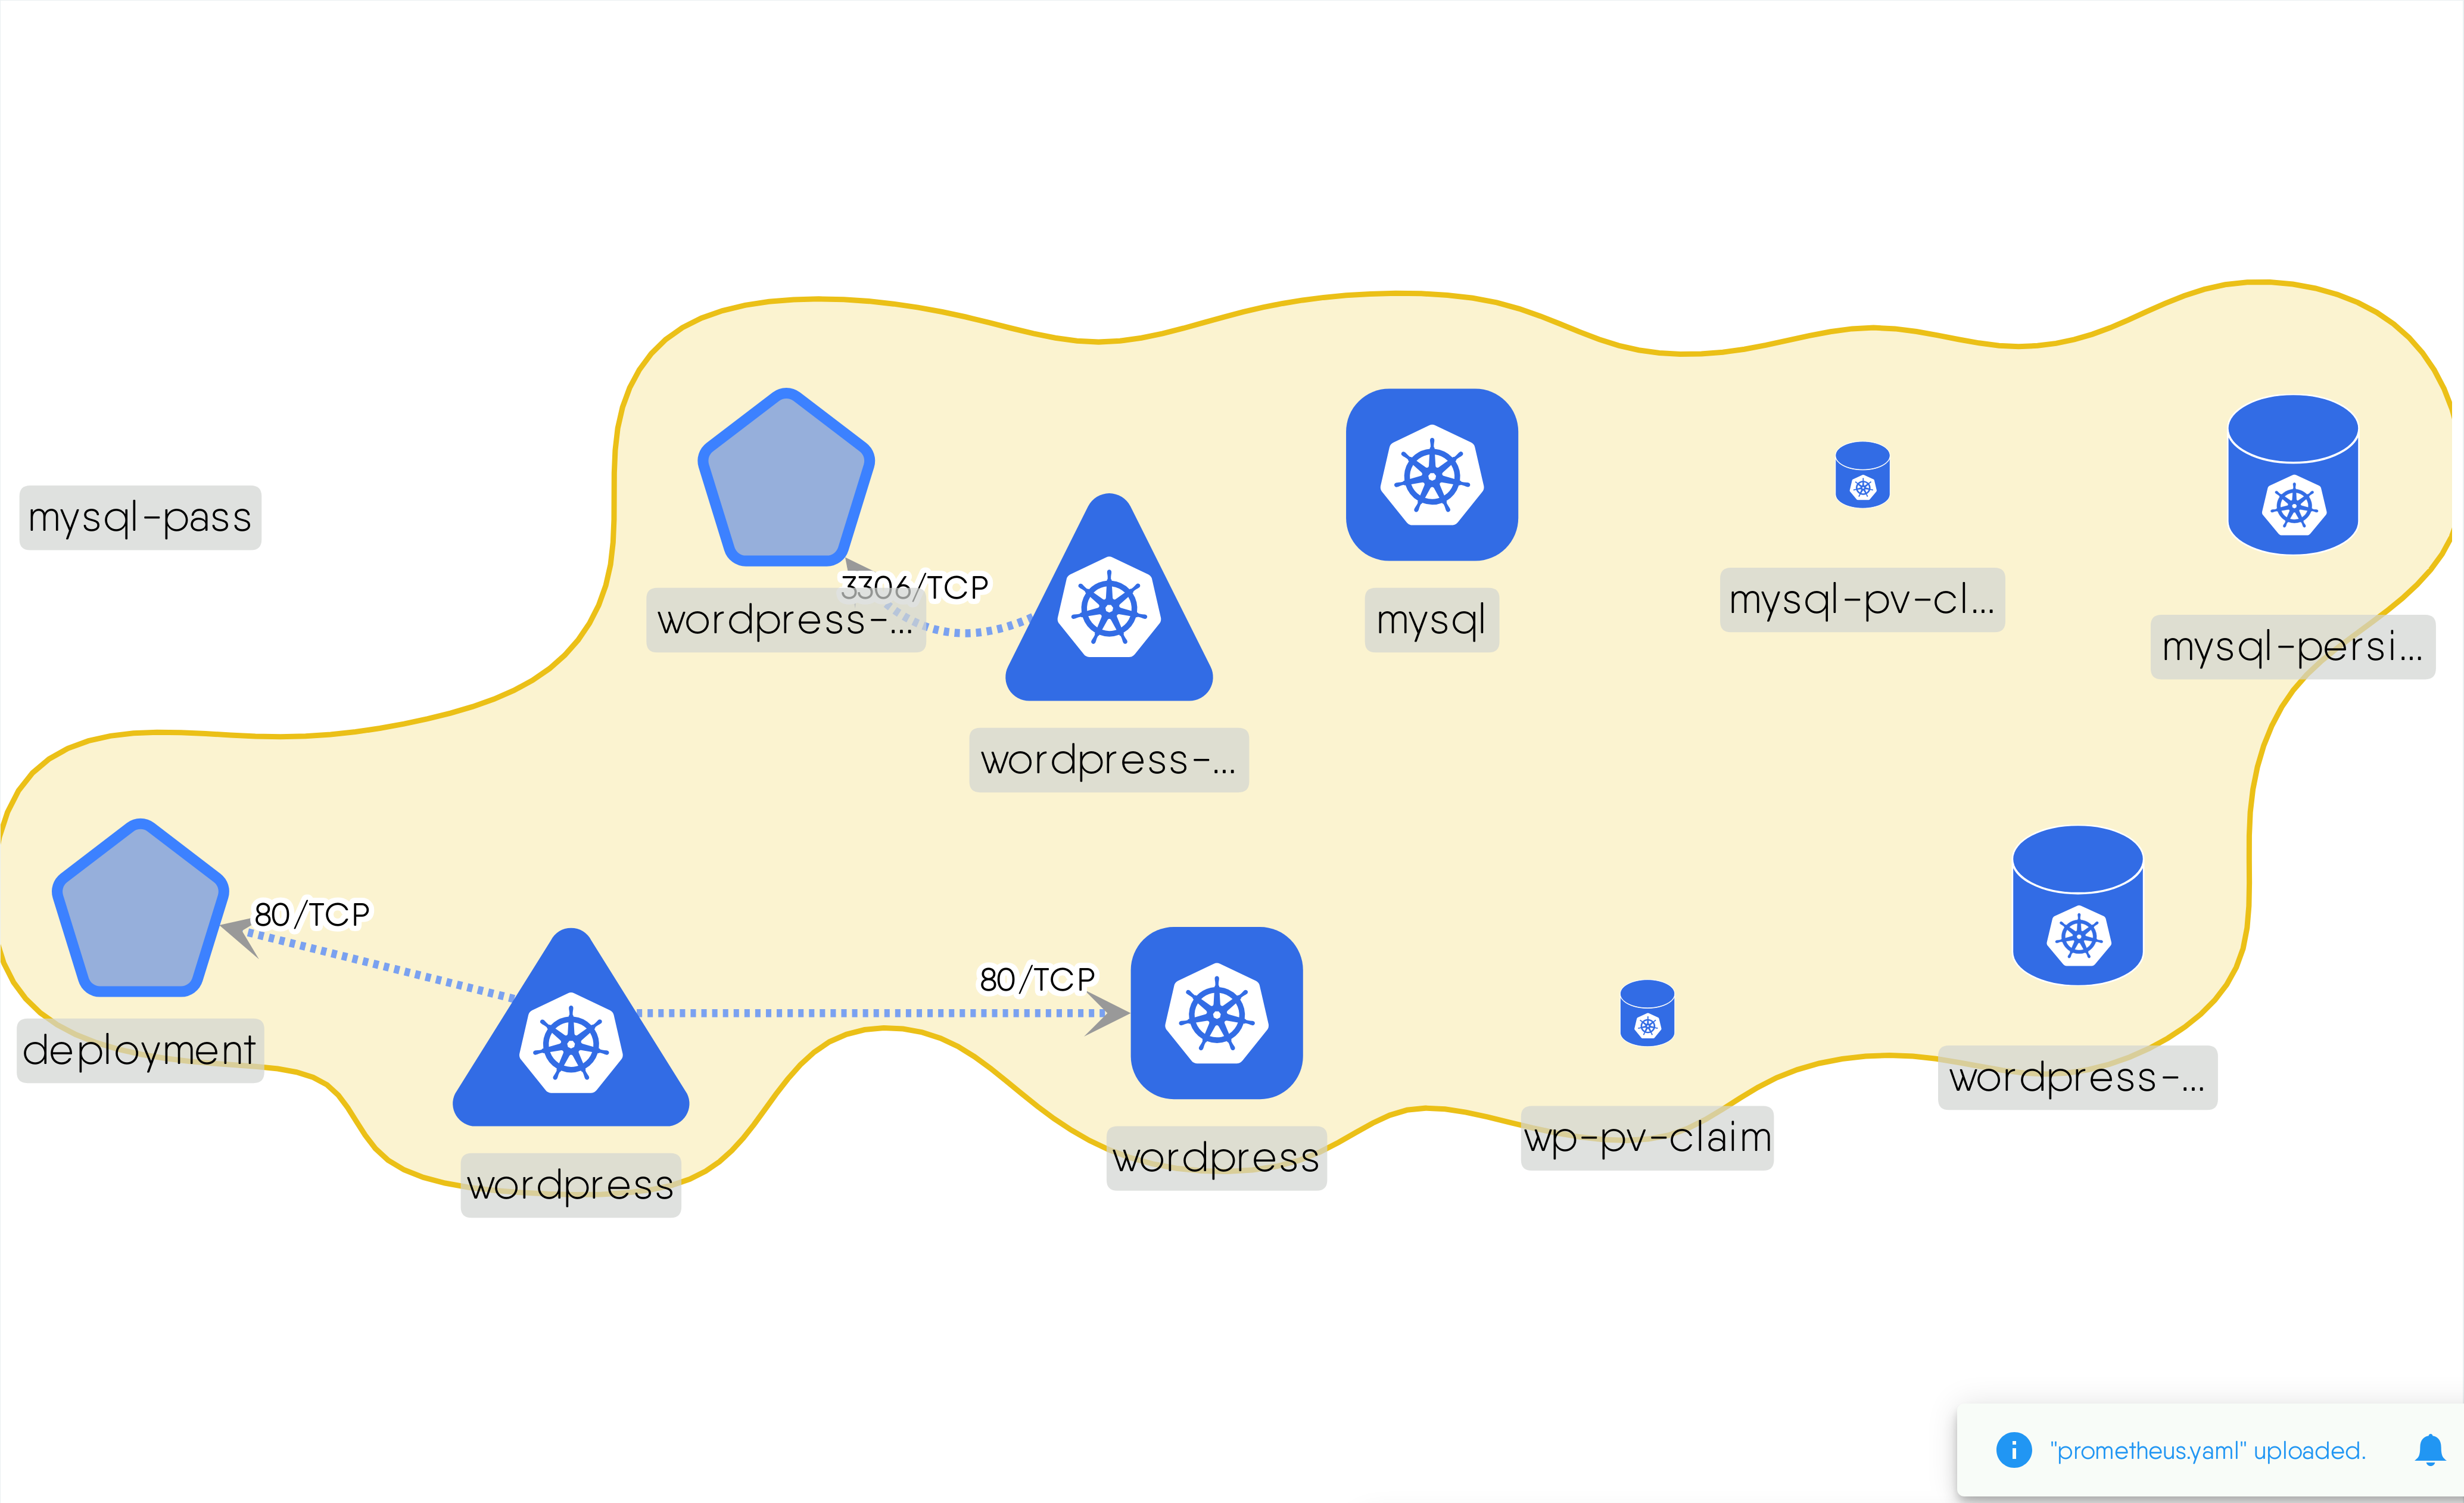 mysql-pass
3306/TCP
wordpress-...
wordpress-...
mysql
mysql-pv-cl...
mysql-persi...
80/TCP
deployment
wordpress
80/TCP
wordpress
wp-pv-claim
wordpress-...
"prometheus.yaml" uploaded.